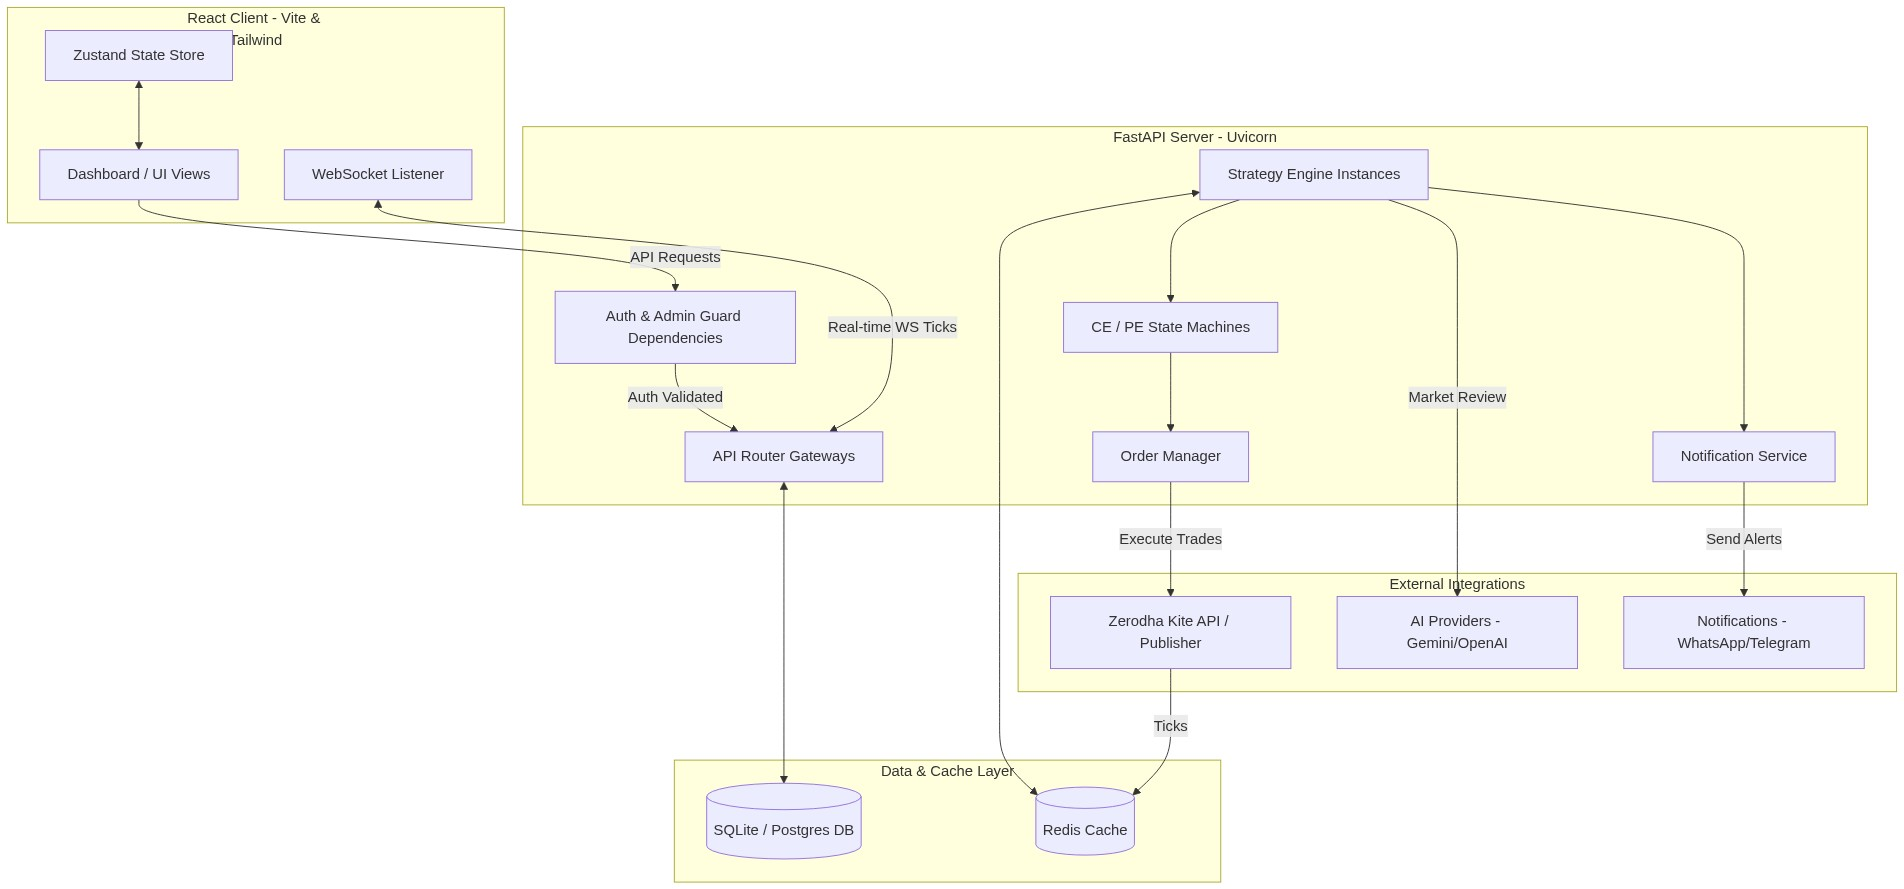 React Client - Vite &
Tailwind
Zustand State Store
Dashboard / UI Views
WebSocket Listener
FastAPI Server - Uvicorn
Strategy Engine Instances
API Requests
Auth & Admin Guard
Dependencies
Real-time WS Ticks
CE / PE State Machines
Auth Validated
Market Review
API Router Gateways
Order Manager
Notification Service
Execute Trades
Send Alerts
External Integrations
Zerodha Kite API /
Publisher
AI Providers -
Gemini/OpenAI
Notifications -
WhatsApp/Telegram
Ticks
Data & Cache Layer
SQLite / Postgres DB
Redis Cache